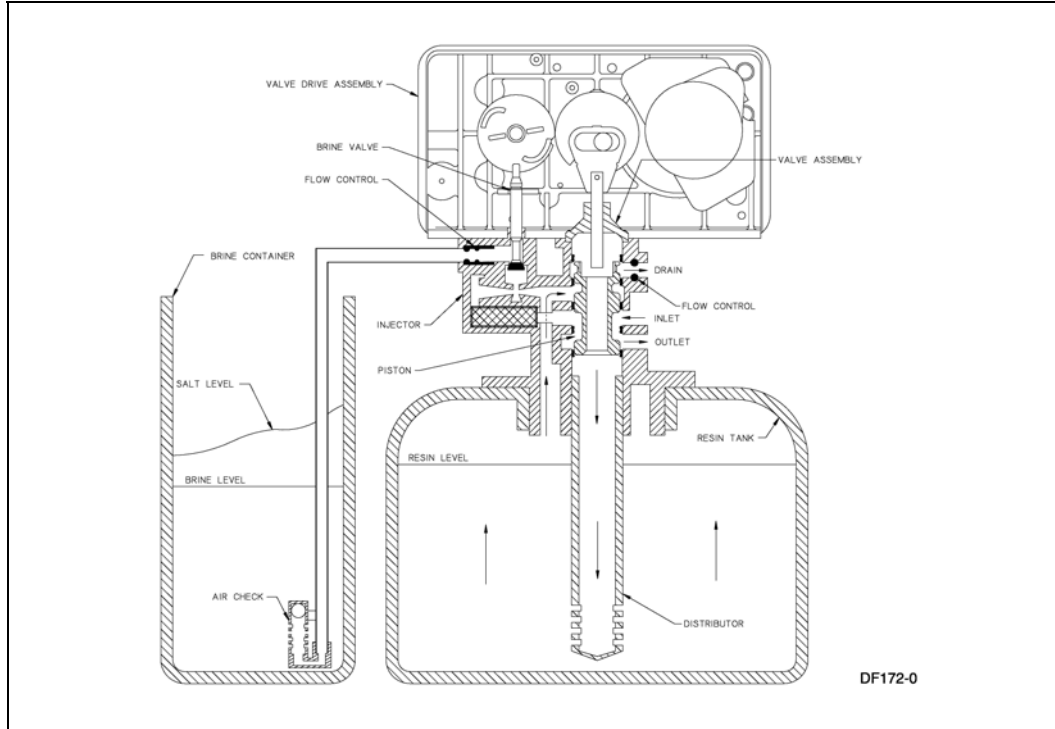 VALVE DRIVE ASSEMBLY
BRINE VALVE
VALVE ASSEMBLY
FLOW CONTROL
BRINE CONTAINER
DRAIN
FLOW CONTROL
INJECTOR
INLET
OUTLET
PISTON
SALT LEVEL
RESIN TANK
RESIN LEVEL
BRINE LEVEL
AIR CHECK
DISTRIBUTOR
DF172-0